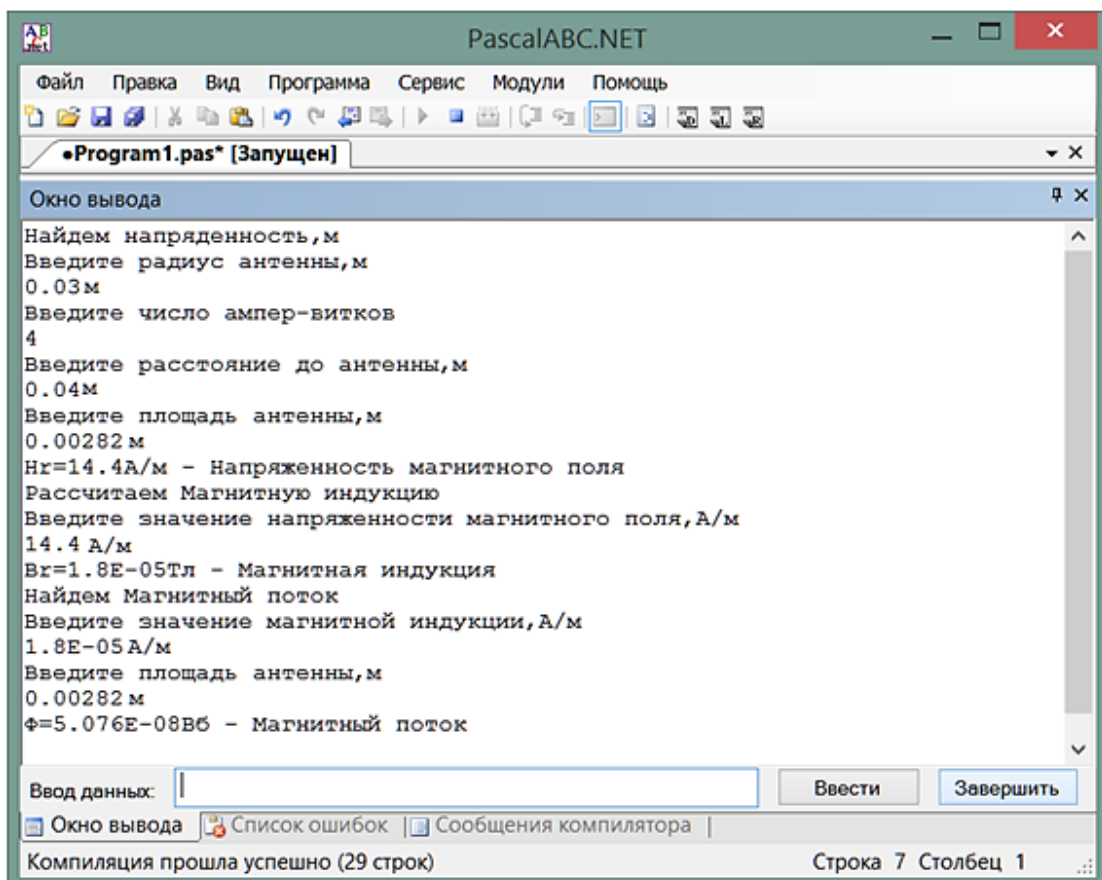 PascalABC.NET
Файл Правка Вид Программа Сервис Модули Помощь
•Program1.pas* [Запущен]
Окно вывода
Найдем напряденность,м
Введите радиус антенны,м
0.03м
Введите число ампер-витков
4
Введите расстояние до антенны,м
0.04м
Введите площадь антенны,м
0.00282 м
Hr=14.4А/м - Напряженность магнитного поля
Рассчитаем Магнитную индукцию
Введите значение напряженности магнитного поля,А/м
14.4 А/м
Br=1.8E-05Тл - Магнитная индукция
Найдем Магнитный поток
Введите значение магнитной индукции,А/м
1.8E-05А/м
Введите площадь антенны,м
0.00282 м
Ф=5.076E-08Вб - Магнитный поток
Ввод данных: Ввести Завершить
Окно вывода Список ошибок Сообщения компилятора
Компиляция прошла успешно (29 строк) Строка 7 Столбец 1